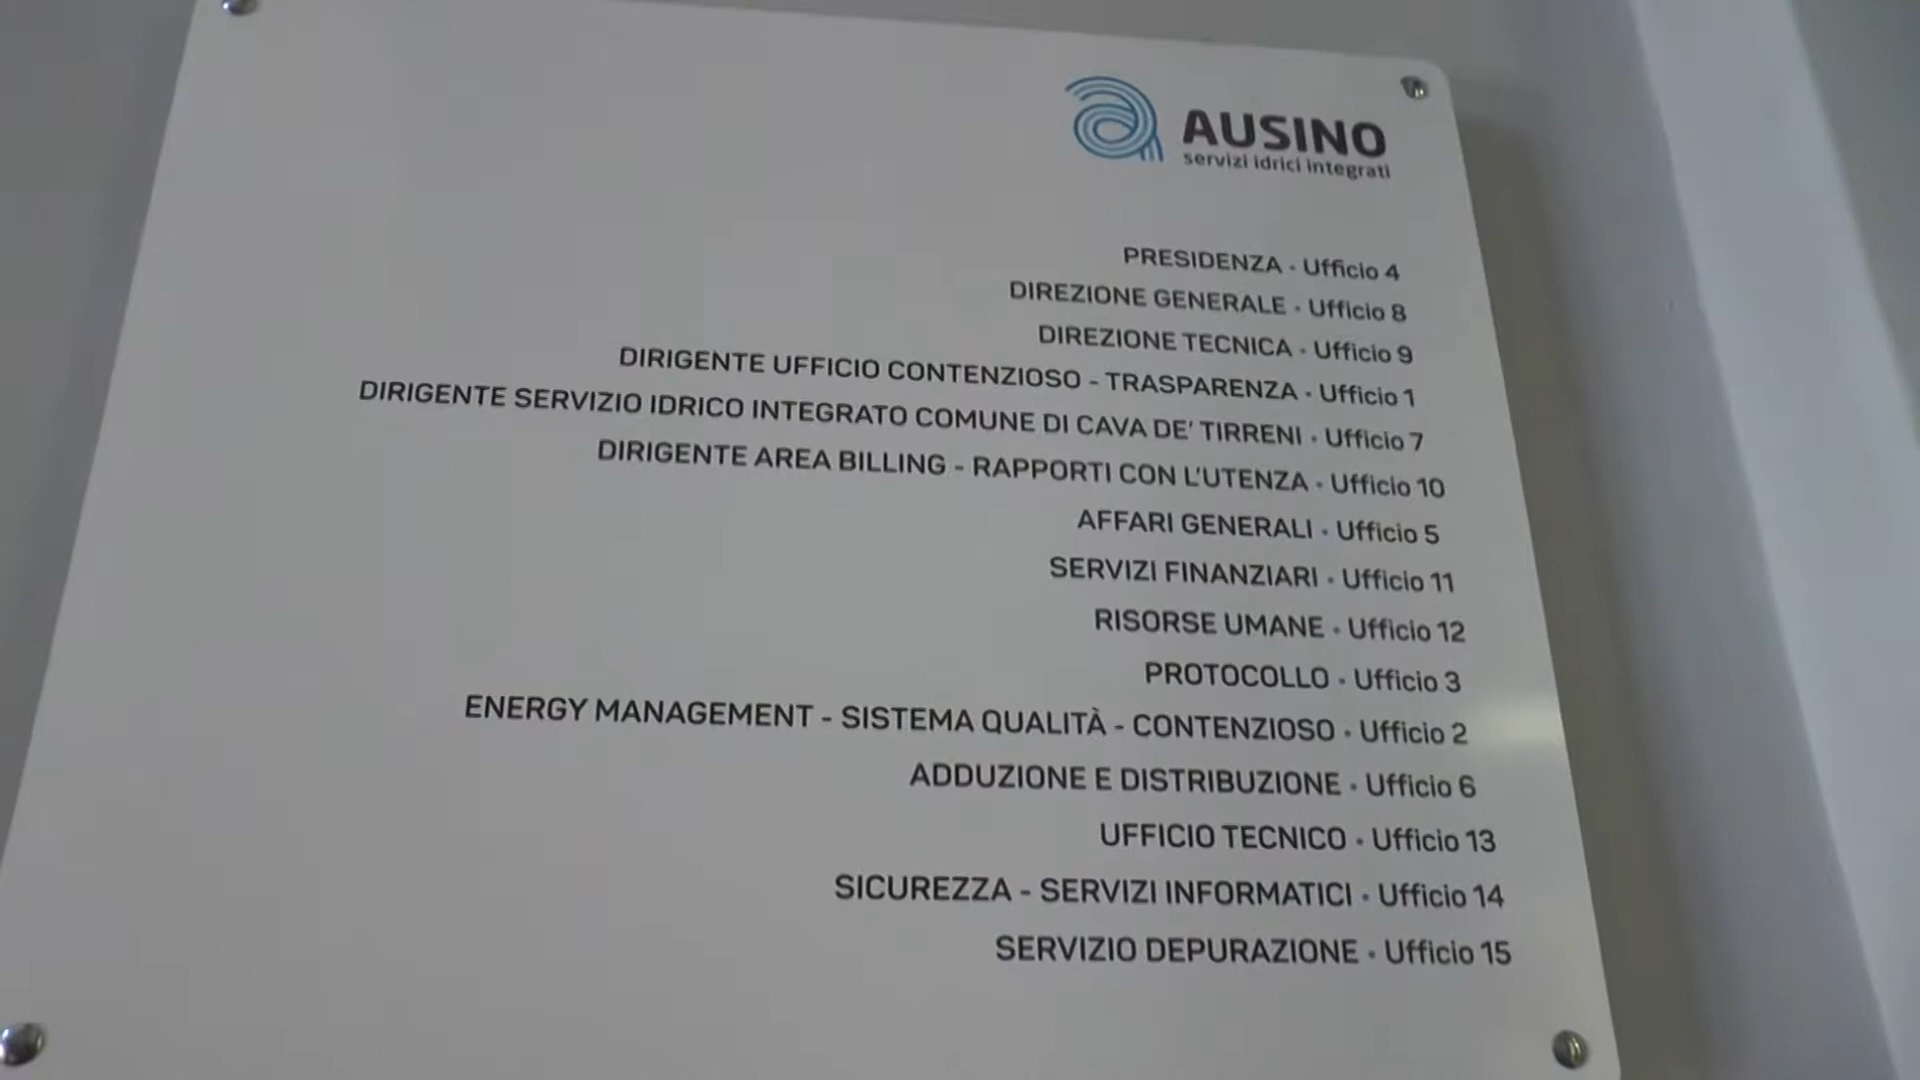 AUSINO
servizi idrici integrati
PRESIDENZA • Ufficio 4
DIREZIONE GENERALE • Ufficio 8
DIREZIONE TECNICA • Ufficio 9
DIRIGENTE UFFICIO CONTENZIOSO - TRASPARENZA • Ufficio 1
DIRIGENTE SERVIZIO IDRICO INTEGRATO COMUNE DI CAVA DE' TIRRENI • Ufficio 7
DIRIGENTE AREA BILLING - RAPPORTI CON L'UTENZA • Ufficio 10
AFFARI GENERALI • Ufficio 5
SERVIZI FINANZIARI • Ufficio 11
RISORSE UMANE • Ufficio 12
PROTOCOLLO • Ufficio 3
ENERGY MANAGEMENT - SISTEMA QUALITÀ - CONTENZIOSO • Ufficio 2
ADDUZIONE E DISTRIBUZIONE • Ufficio 6
UFFICIO TECNICO • Ufficio 13
SICUREZZA - SERVIZI INFORMATICI • Ufficio 14
SERVIZIO DEPURAZIONE • Ufficio 15